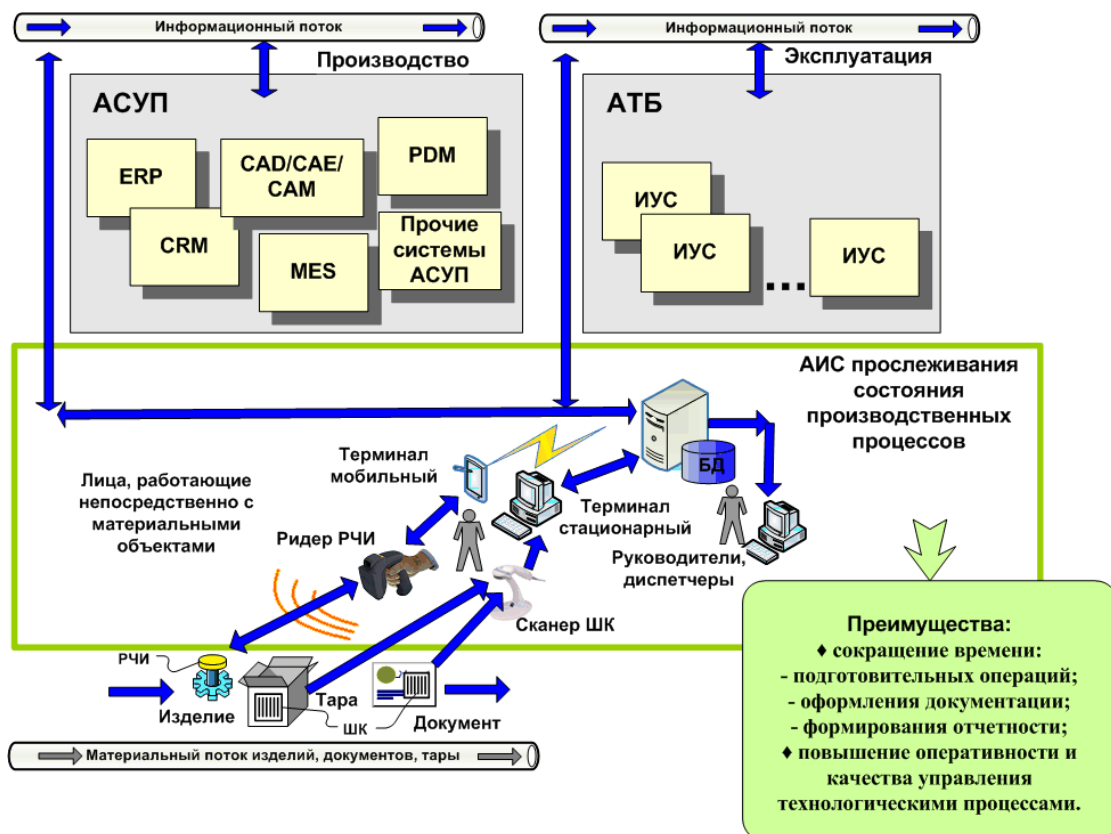 Информационный поток
Информационный поток
Производство
Эксплуатация
АСУП
ERP
CAD/CAE/
CAM
PDM
CRM
MES
Прочие
системы
АСУП
АТБ
ИУС
ИУС
...
ИУС
АИС прослеживания
состояния
производственных
процессов
Терминал
мобильный
БД
Лица, работающие
непосредственно с
материальными
объектами
Терминал
стационарный
Ридер РЧИ
Руководители,
диспетчеры
Сканер ШК
РЧИ
Изделие
Тара
ШК
Документ
Материальный поток изделий, документов, тары
Преимущества:
♦ сокращение времени:
- подготовительных операций;
- оформления документации;
- формирования отчетности;
♦ повышение оперативности и
качества управления
технологическими процессами.